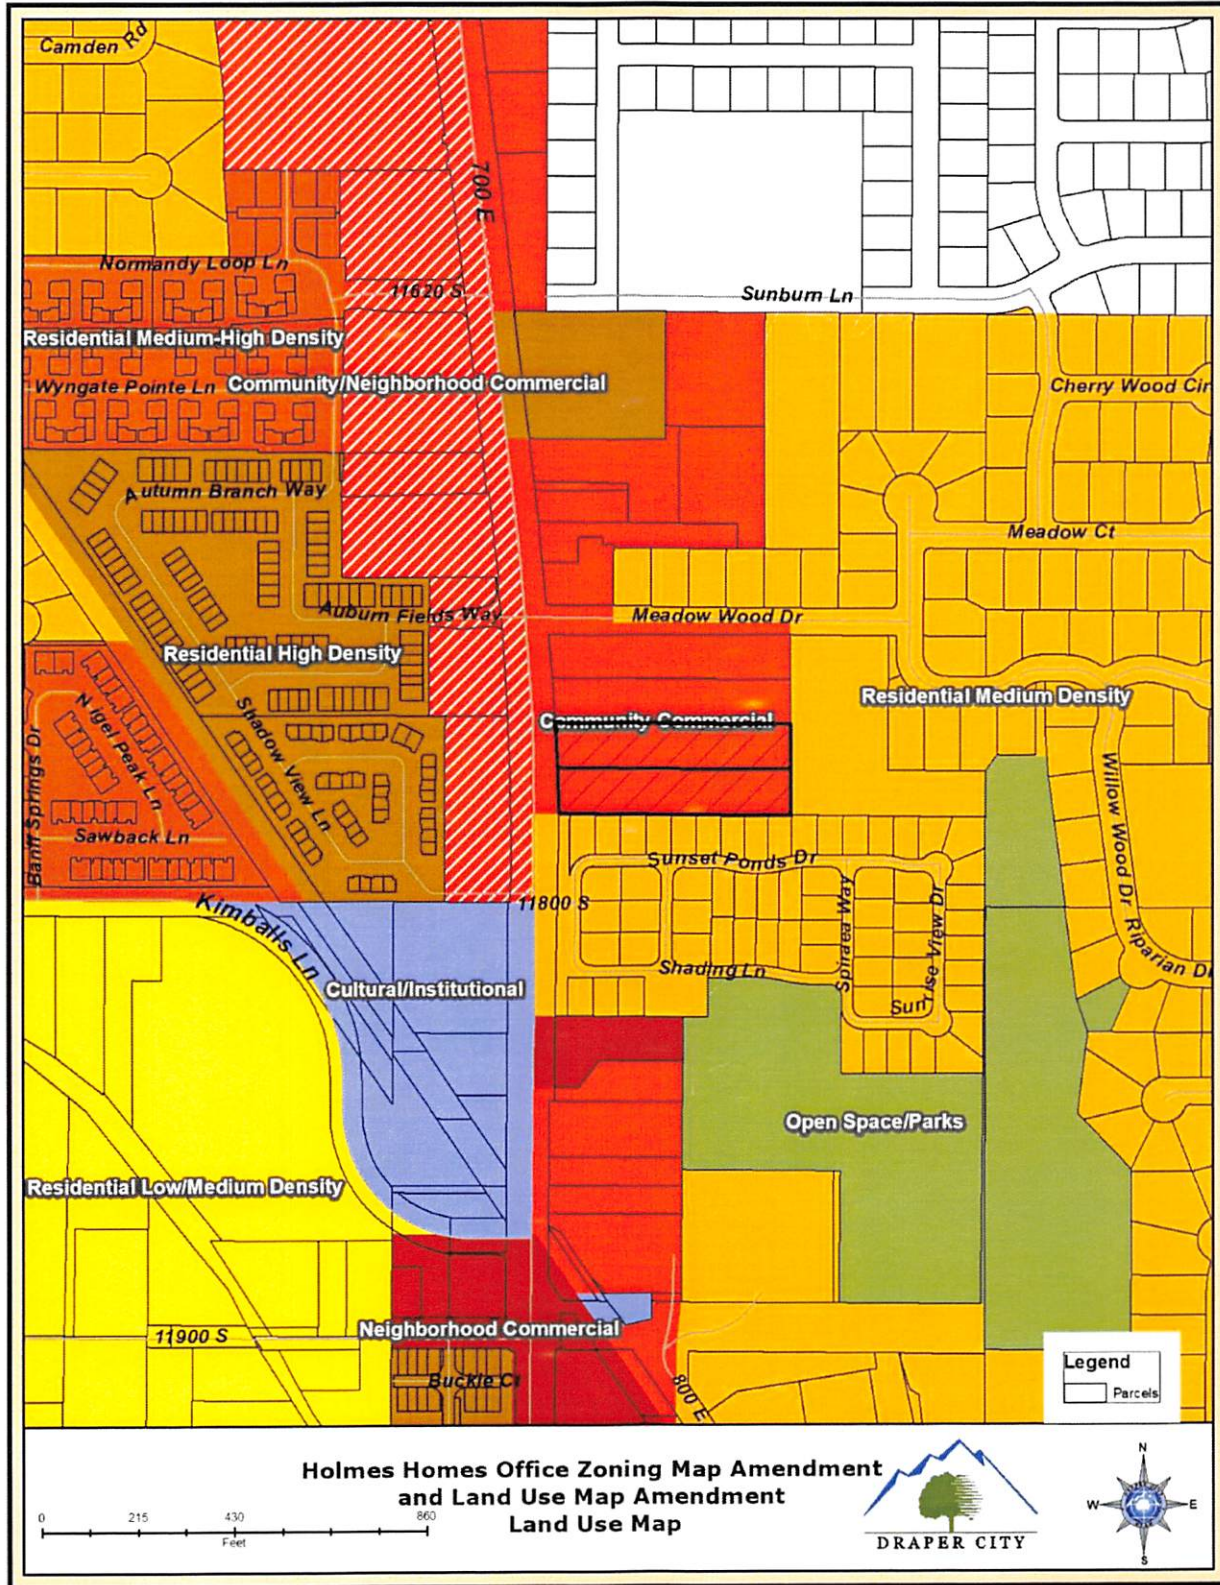 Camden Rd
700 E
Normandy Loop Ln
11620 S
Sunburn Ln
Residential Medium-High Density
Wyngate Pointe Ln
Community/Neighborhood Commercial
Cherry Wood Cir
Autumn Branch Way
Meadow Ct
Auburn Fields Way
Meadow Wood Dr
Residential High Density
Residential Medium Density
Community Commercial
Nigel Peak Ln
Shadow View Ln
Banff Springs Dr
Willow Wood Dr
Sawback Ln
Sunset Ponds Dr
Kimballs Ln
11800 S
Spiraea Way
Sunrise View Dr
Riparian Dr
Shading Ln
Cultural/Institutional
Open Space/Parks
Residential Low/Medium Density
11900 S
Neighborhood Commercial
Buckle Ct
800 E
Legend
Parcels
Holmes Homes Office Zoning Map Amendment
and Land Use Map Amendment
Land Use Map
0 215 430 860
Feet
DRAPER CITY
N
W E
S